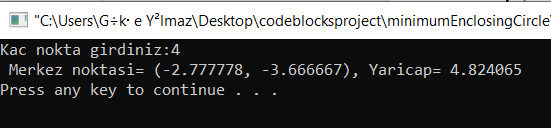 "C:\Users\G÷k· e Y²lmaz\Desktop\codeblocksproject\minimumEnclosingCircle\
Kac nokta girdiniz:4
Merkez noktasi= (-2.777778, -3.666667), Yaricap= 4.824065
Press any key to continue . . .